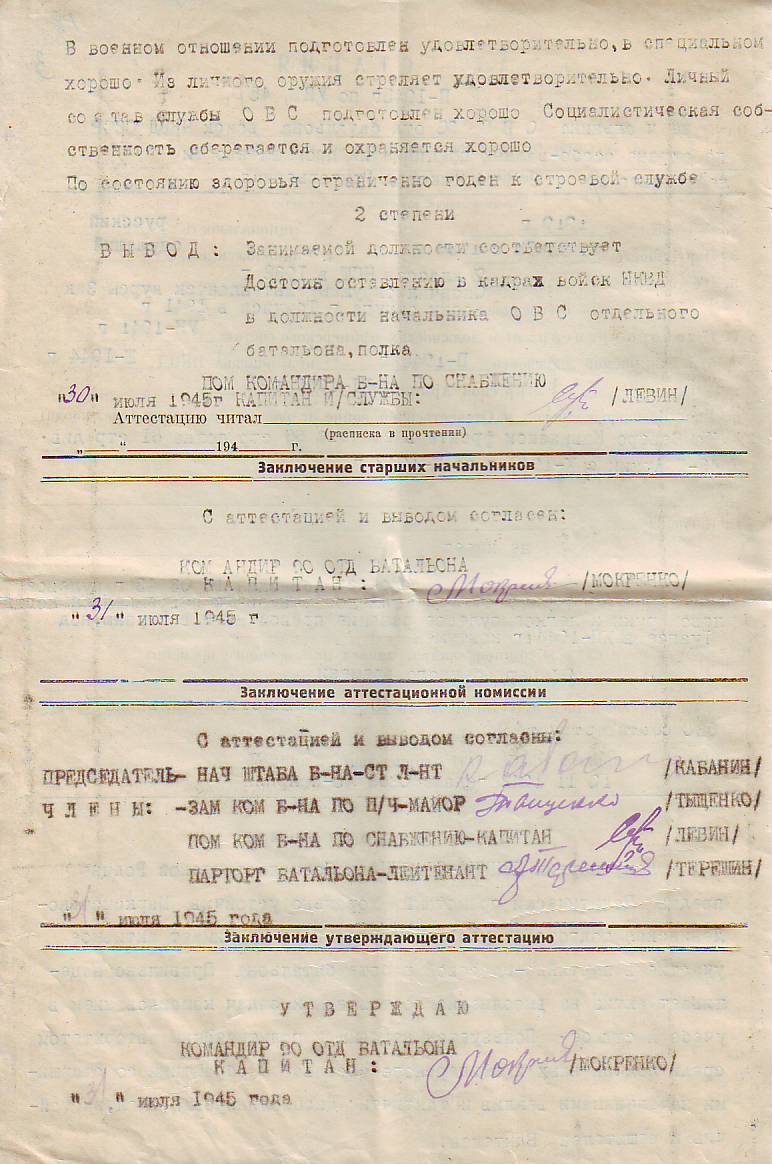 В военном отношении подготовлен удовлетворительно, в специальном
хорошо. Из личного оружия стреляет удовлетворительно. Личный
состав службы О В С подготовлен хорошо Социалистическая соб-
ственность сберегается и охраняется хорошо
По состоянию здоровья ограниченно годен к строевой службе
2 степени
В Ы В О Д : Занимаемой должности соответствует
Достоин оставлению в кадрах войск НКВД
в должности начальника О В С отдельного
батальона, полка.
ПОМ КОМАНДИРА Б-НА ПО СНАБЖЕНИЮ
"30" июля 1945г КАПИТАН И/СЛУЖБЫ: /ЛЕВИН/
Аттестацию читал
(расписка в прочтении)
„ “ 194 г.
Заключение старших начальников
С аттестацией и выводом согласен:
КОМАНДИР 90 ОТД БАТАЛЬОНА
К А П И Т А Н : /МОКРЕНКО/
"31" июля 1945 г
Заключение аттестационной комиссии
С аттестацией и выводом согласны:
ПРЕДСЕДАТЕЛЬ- НАЧ ШТАБА Б-НА-СТ Л-НТ /КАБАНИН/
Ч Л Е Н Ы: -ЗАМ КОМ Б-НА ПО П/Ч-МАЙОР Тыщенко /ТЫЩЕНКО/
ПОМ КОМ Б-НА ПО СНАБЖЕНИЮ-КАПИТАН /ЛЕВИН/
ПАРТОРГ БАТАЛЬОНА-ЛЕЙТЕНАНТ /ТЕРЕШИН/
"31" июля 1945 года
Заключение утверждающего аттестацию
У Т В Е Р Ж Д А Ю
КОМАНДИР 90 ОТД БАТАЛЬОНА
К А П И Т А Н : /МОКРЕНКО/
"31." июля 1945 года